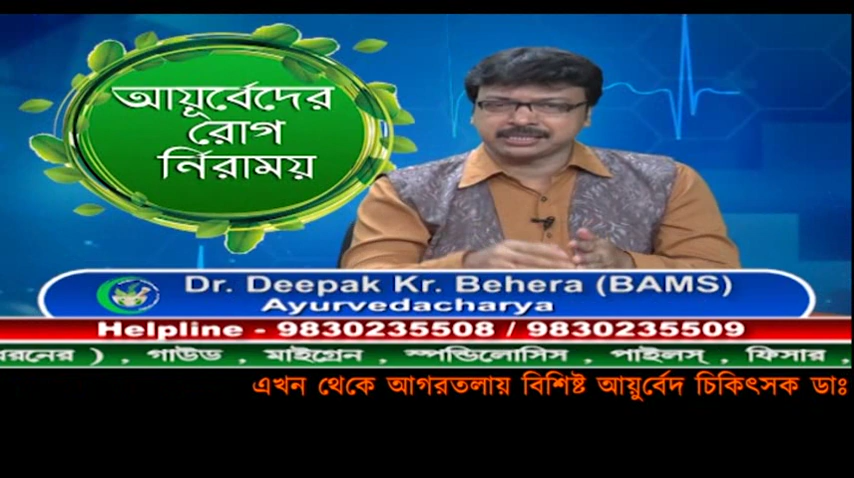 আয়ূর্বেদের
রোগ
র্নিরাময়
Dr. Deepak Kr. Behera (BAMS)
Ayurvedacharya
Helpline - 9830235508 / 9830235509
ধরনের ) , গাউড , মাইগ্রেন , স্পন্ডিলোসিস , পাইলস্ , ফিসার ,
এখন থেকে আগরতলায় বিশিষ্ট আয়ুর্বেদ চিকিৎসক ডাঃ